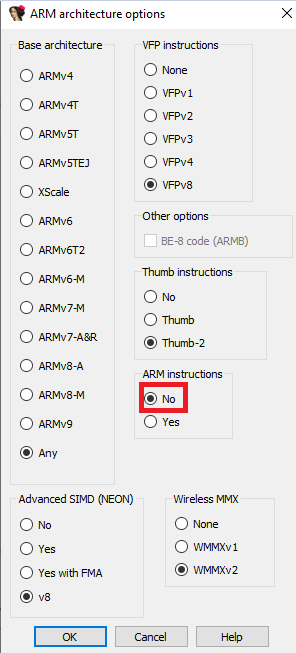 ARM architecture options
Base architecture
ARMv4
ARMv4T
ARMv5T
ARMv5TEJ
XScale
ARMv6
ARMv6T2
ARMv6-M
ARMv7-M
ARMv7-A&R
ARMv8-A
ARMv8-M
ARMv9
Any
VFP instructions
None
VFPv1
VFPv2
VFPv3
VFPv4
VFPv8
Other options
BE-8 code (ARMB)
Thumb instructions
No
Thumb
Thumb-2
ARM instructions
No
Yes
Advanced SIMD (NEON)
No
Yes
Yes with FMA
v8
Wireless MMX
None
WMMXv1
WMMXv2
OK
Cancel
Help